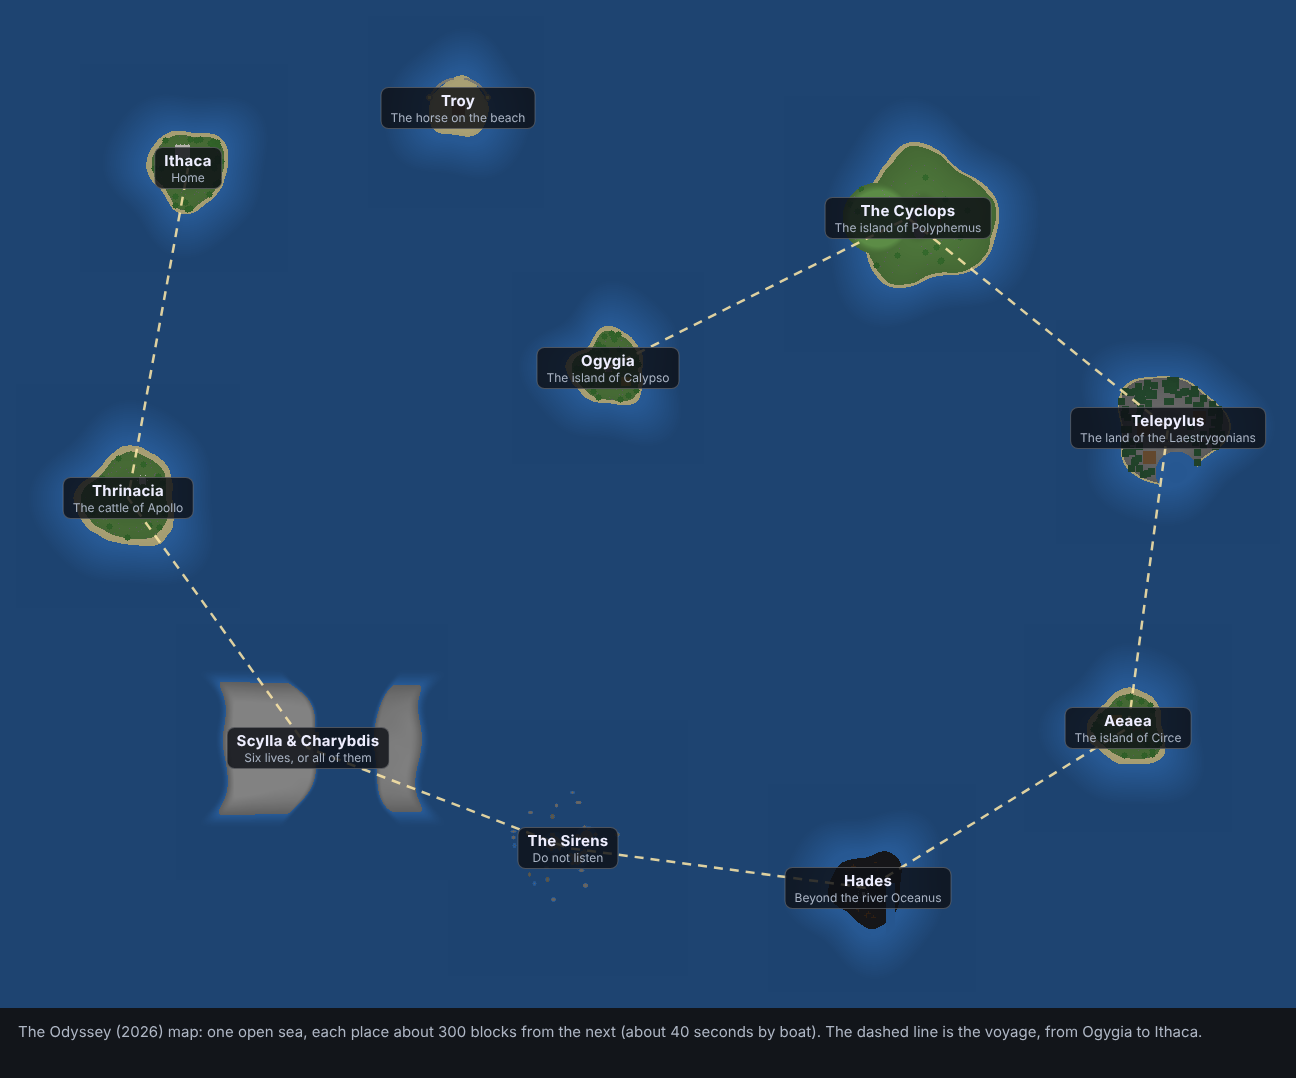 Troy
The horse on the beach
Ithaca
Home
The Cyclops
The island of Polyphemus
Ogygia
The island of Calypso
Telepylus
The land of the Laestrygonians
Thrinacia
The cattle of Apollo
Aeaea
The island of Circe
Scylla & Charybdis
Six lives, or all of them
The Sirens
Do not listen
Hades
Beyond the river Oceanus
The Odyssey (2026) map: one open sea, each place about 300 blocks from the next (about 40 seconds by boat). The dashed line is the voyage, from Ogygia to Ithaca.